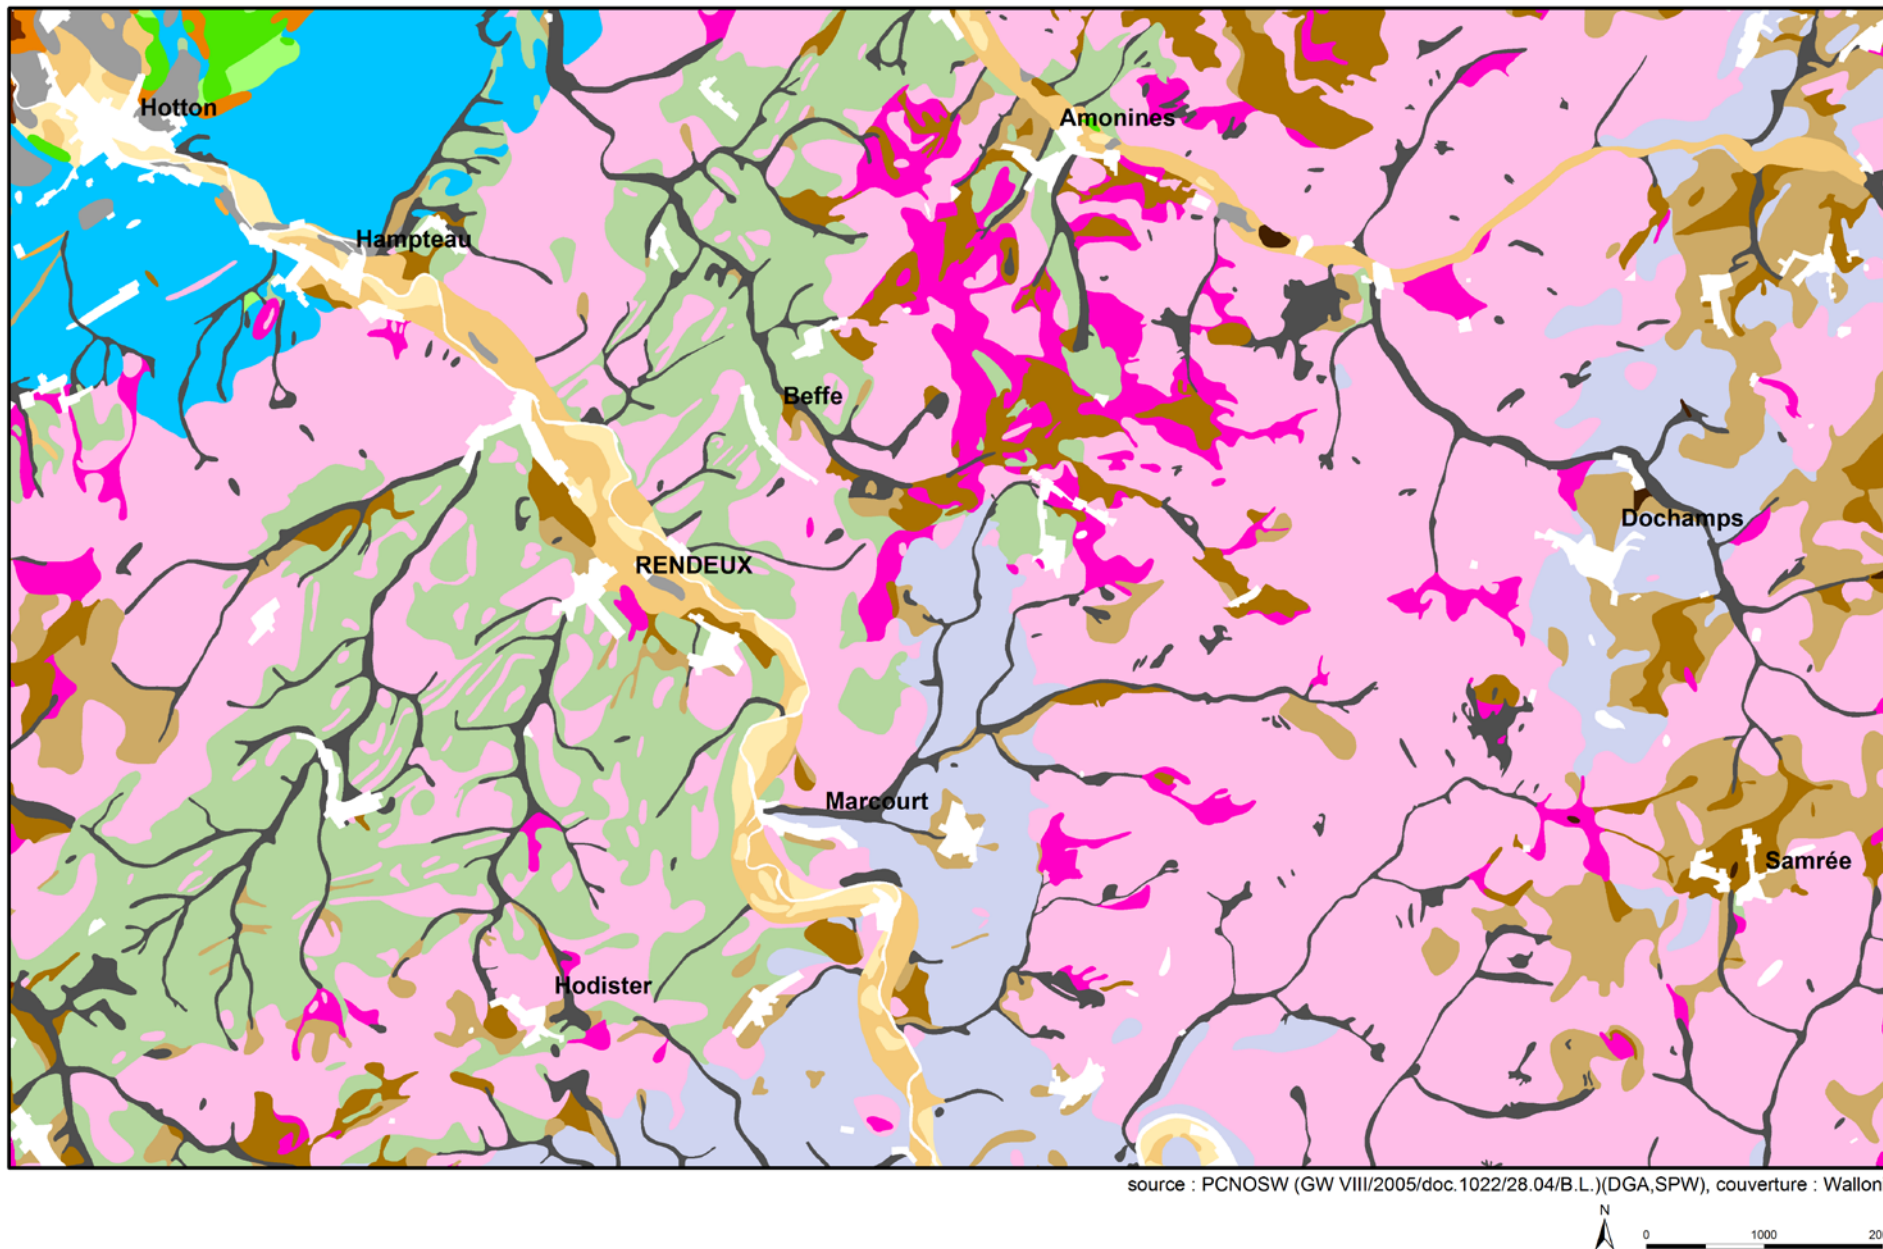 Hotton
Amonines
Hampteau
Beffe
Dochamps
RENDEUX
Marcourt
Samrée
Hodister
source : PCNOSW (GW VIII/2005/doc.1022/28.04/B.L.)(DGA,SPW), couverture : Wallon
N
0 1000